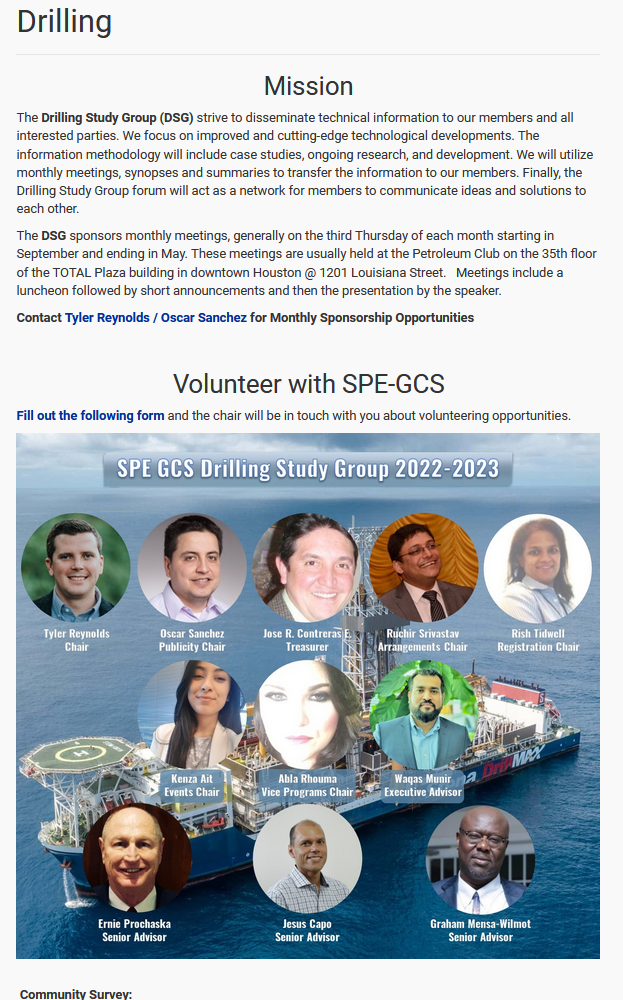 Drilling
Mission
The Drilling Study Group (DSG) strive to disseminate technical information to our members and all
interested parties. We focus on improved and cutting-edge technological developments. The
information methodology will include case studies, ongoing research, and development. We will utilize
monthly meetings, synopses and summaries to transfer the information to our members. Finally, the
Drilling Study Group forum will act as a network for members to communicate ideas and solutions to
each other.
The DSG sponsors monthly meetings, generally on the third Thursday of each month starting in
September and ending in May. These meetings are usually held at the Petroleum Club on the 35th floor
of the TOTAL Plaza building in downtown Houston @ 1201 Louisiana Street. Meetings include a
luncheon followed by short announcements and then the presentation by the speaker.
Contact Tyler Reynolds / Oscar Sanchez for Monthly Sponsorship Opportunities
Volunteer with SPE-GCS
Fill out the following form and the chair will be in touch with you about volunteering opportunities.
SPE GCS Drilling Study Group 2022-2023
Tyler Reynolds
Chair
Oscar Sanchez
Publicity Chair
Jose R. Contreras E.
Treasurer
Ruchir Srivastav
Arrangements Chair
Rish Tidwell
Registration Chair
Kenza Ait
Events Chair
Abla Rhouma
Vice Programs Chair
Waqas Munir
Executive Advisor
DrillMAX
Ernie Prochaska
Senior Advisor
Jesus Capo
Senior Advisor
Graham Mensa-Wilmot
Senior Advisor
Community Survey: